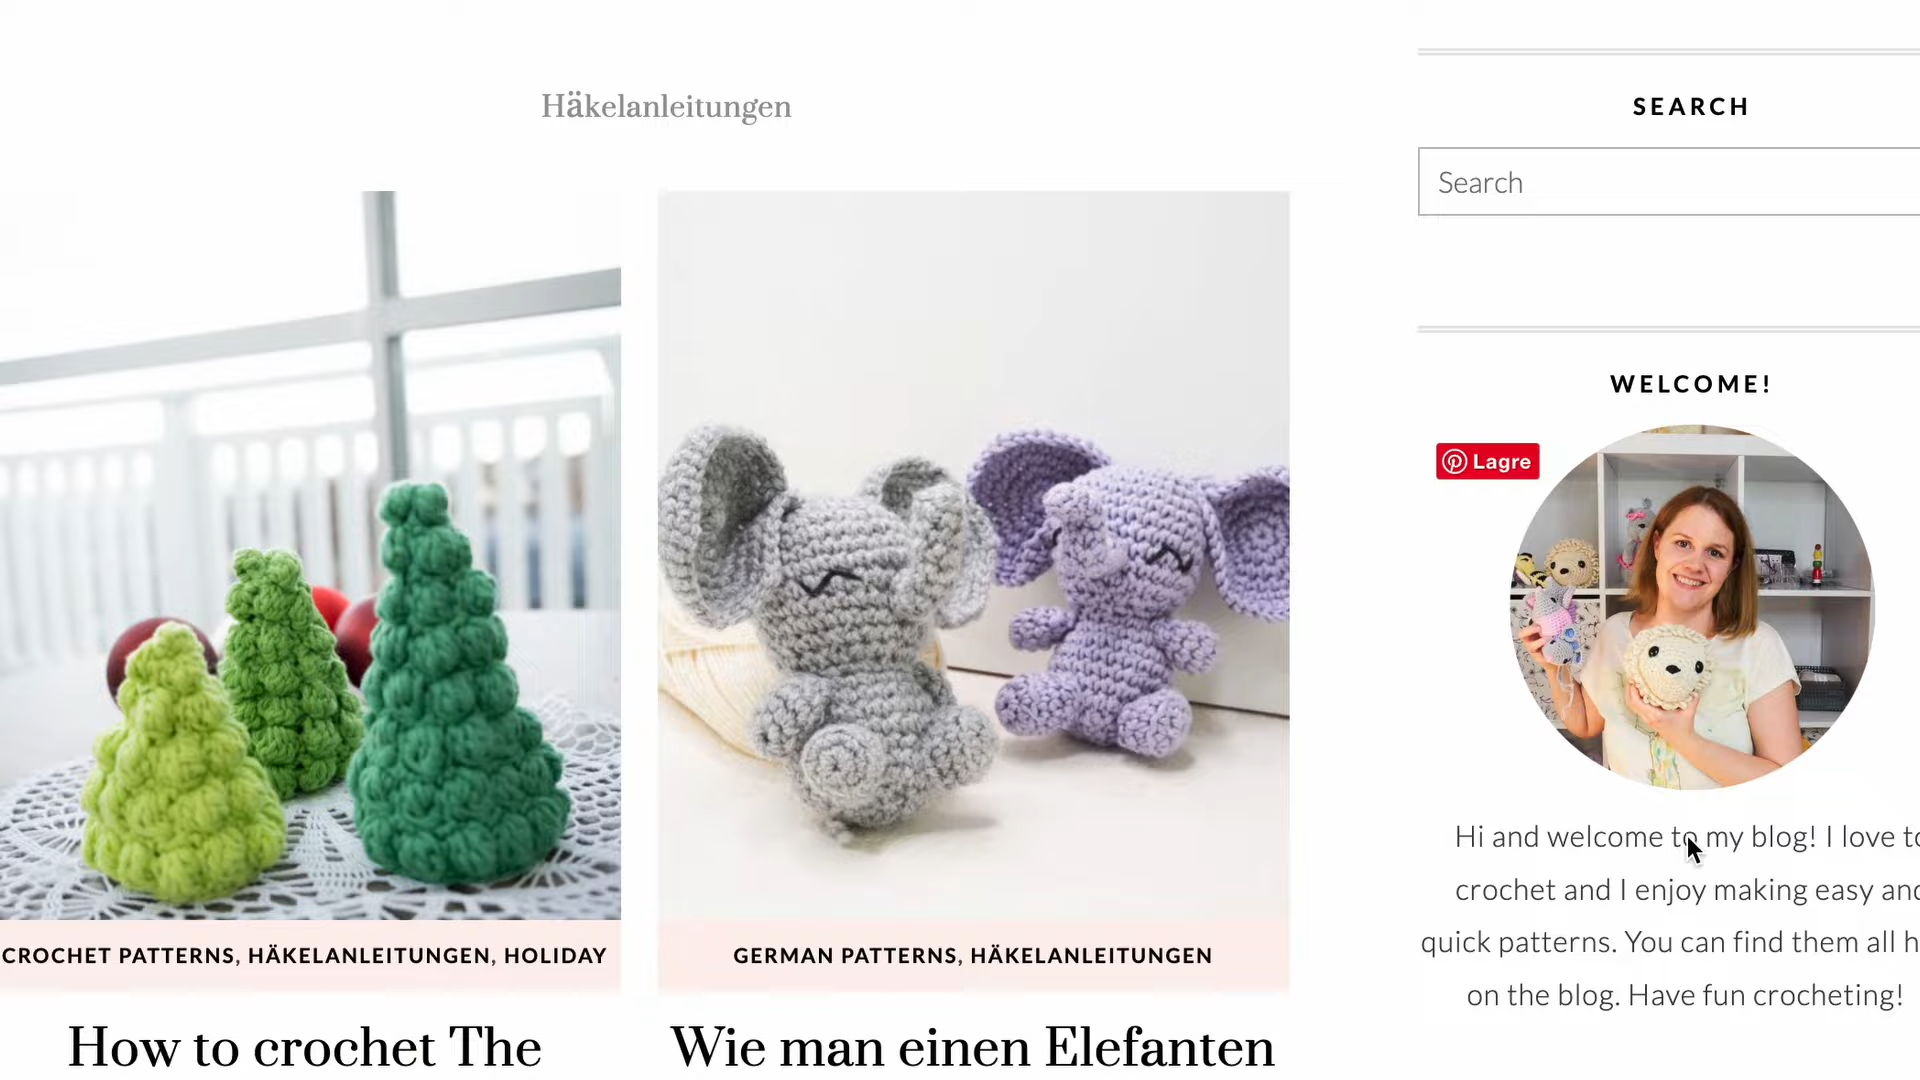 Häkelanleitungen
CROCHET PATTERNS, HÄKELANLEITUNGEN, HOLIDAY
How to crochet The
GERMAN PATTERNS, HÄKELANLEITUNGEN
Wie man einen Elefanten
SEARCH
Search
WELCOME!
Lagre
Hi and welcome to my blog! I love to
crochet and I enjoy making easy and
quick patterns. You can find them all h
on the blog. Have fun crocheting!